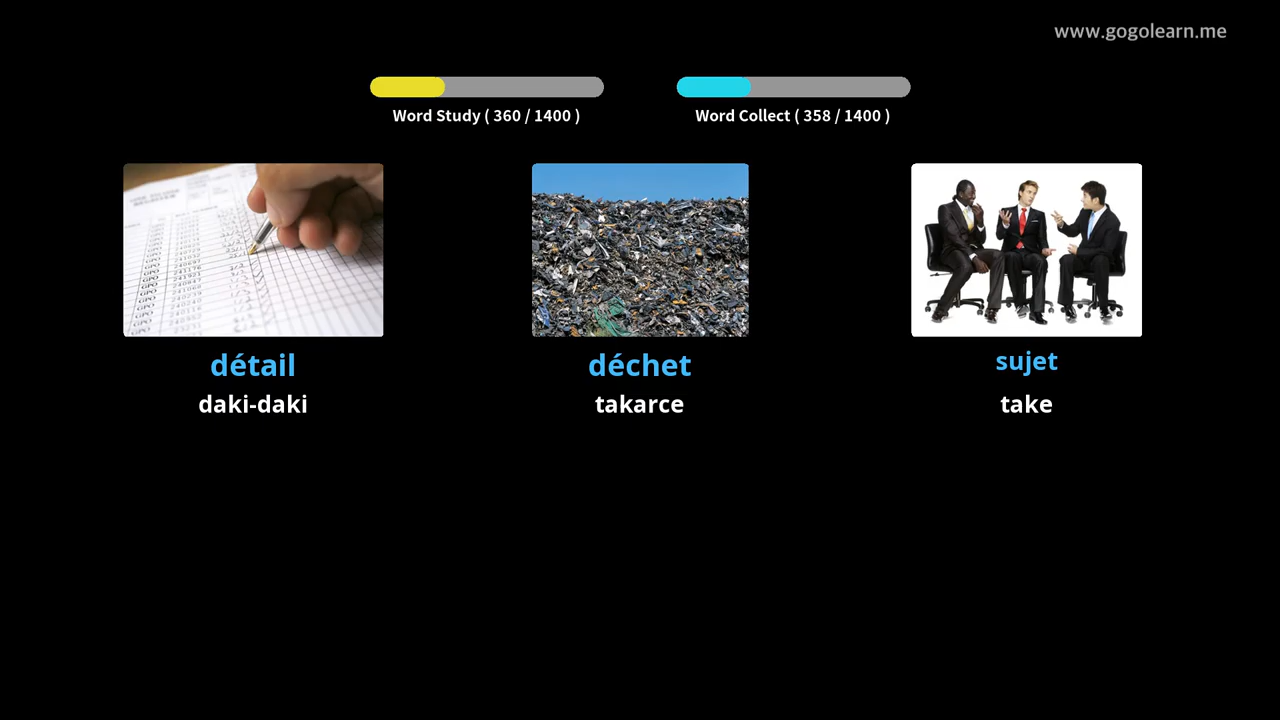 www.gogolearn.me
Word Study ( 360 / 1400 )
Word Collect ( 358 / 1400 )
détail
daki-daki
déchet
takarce
sujet
take